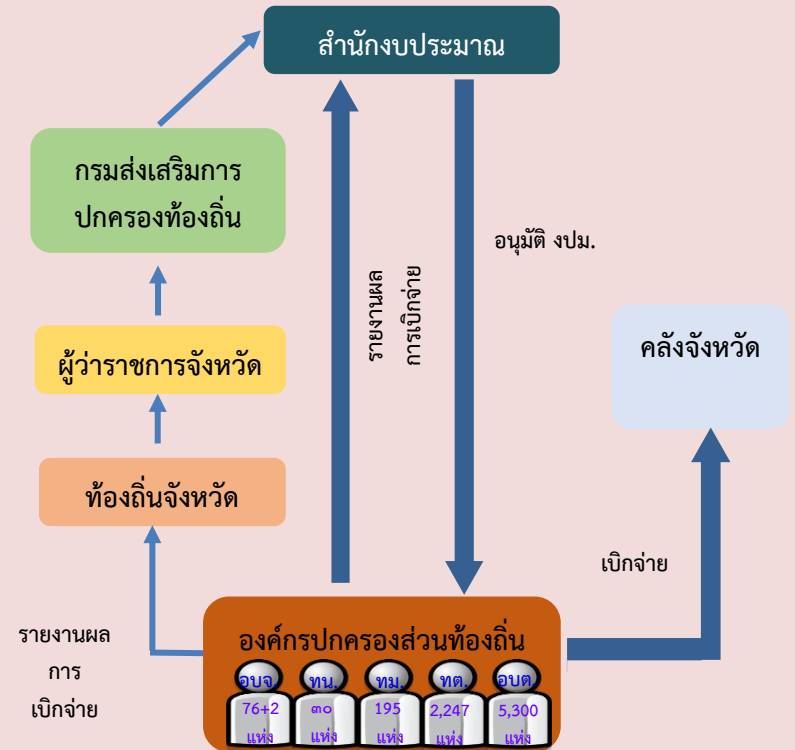 สำนักงบประมาณ
กรมส่งเสริมการ
ปกครองท้องถิ่น
อนุมัติ งปม.
รายงานผล
การเบิกจ่าย
ผู้ว่าราชการจังหวัด
คลังจังหวัด
ท้องถิ่นจังหวัด
เบิกจ่าย
รายงานผล
การ
เบิกจ่าย
องค์กรปกครองส่วนท้องถิ่น
อบจ. ทน. ทม. ทต. อบต.
76+2 ๓๐ 195 2,247 5,300
แห่ง แห่ง แห่ง แห่ง แห่ง